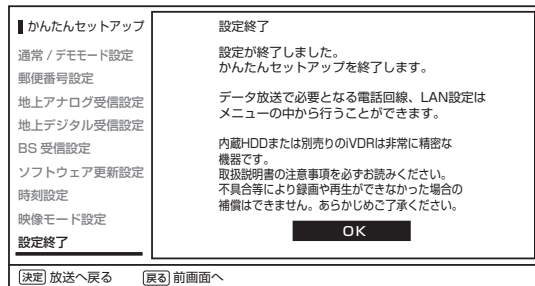 かんたんセットアップ
通常 / デモモード設定
郵便番号設定
地上アナログ受信設定
地上デジタル受信設定
BS 受信設定
ソフトウェア更新設定
時刻設定
映像モード設定
設定終了
設定終了
設定が終了しました。
かんたんセットアップを終了します。
データ放送で必要となる電話回線、LAN設定は
メニューの中から行うことができます。
内蔵HDDまたは別売りのiVDRは非常に精密な
機器です。
取扱説明書の注意事項を必ずお読みください。
不具合等により録画や再生ができなかった場合の
補償はできません。あらかじめご了承ください。
OK
決定 放送へ戻る 戻る 前画面へ